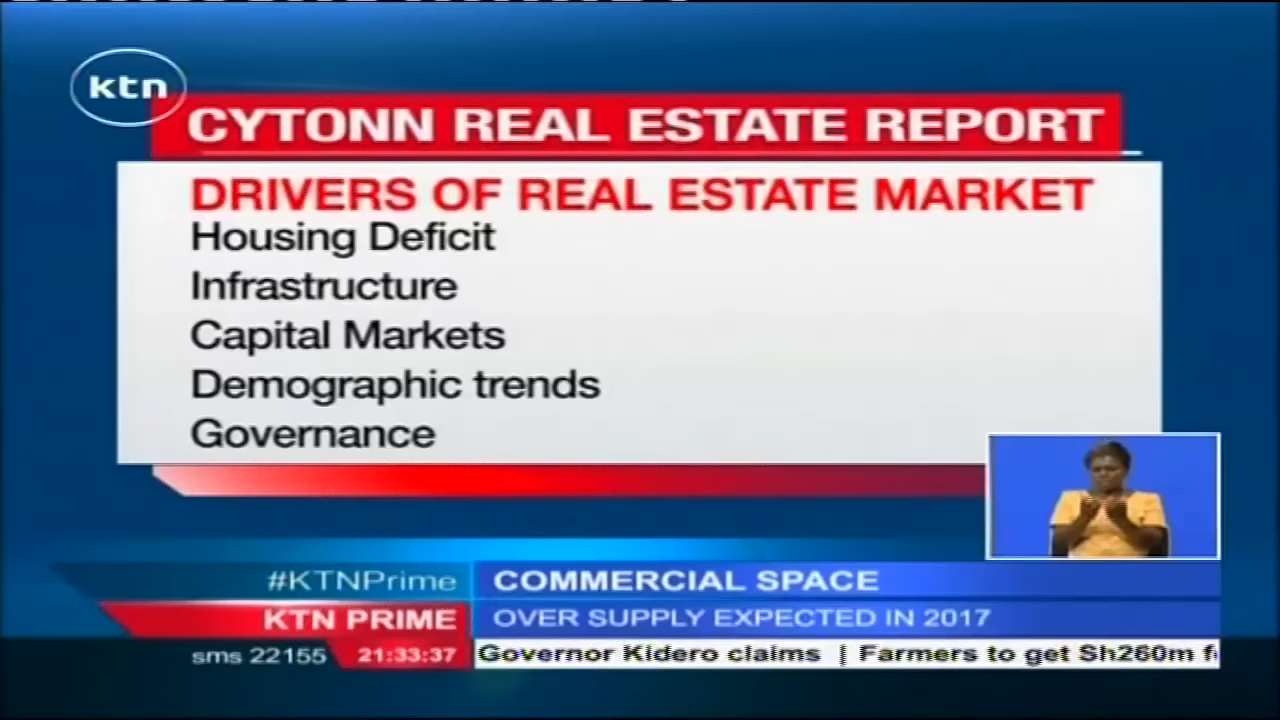 ktn
CYTONN REAL ESTATE REPORT
DRIVERS OF REAL ESTATE MARKET
Housing Deficit
Infrastructure
Capital Markets
Demographic trends
Governance
#KTNPrime
COMMERCIAL SPACE
KTN PRIME
OVER SUPPLY EXPECTED IN 2017
sms 22155
21:33:37
Governor Kidero claims | Farmers to get Sh260m f